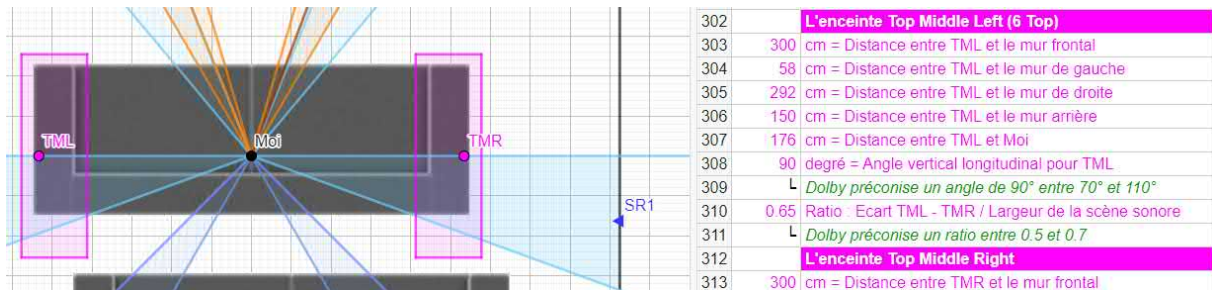 TML
Moi
TMR
SR1
302 L'enceinte Top Middle Left (6 Top)
303 300 cm = Distance entre TML et le mur frontal
304 58 cm = Distance entre TML et le mur de gauche
305 292 cm = Distance entre TML et le mur de droite
306 150 cm = Distance entre TML et le mur arrière
307 176 cm = Distance entre TML et Moi
308 90 degré = Angle vertical longitudinal pour TML
309 └ Dolby préconise un angle de 90° entre 70° et 110°
310 0.65 Ratio : Ecart TML - TMR / Largeur de la scène sonore
311 └ Dolby préconise un ratio entre 0.5 et 0.7
312 L'enceinte Top Middle Right
313 300 cm = Distance entre TMR et le mur frontal